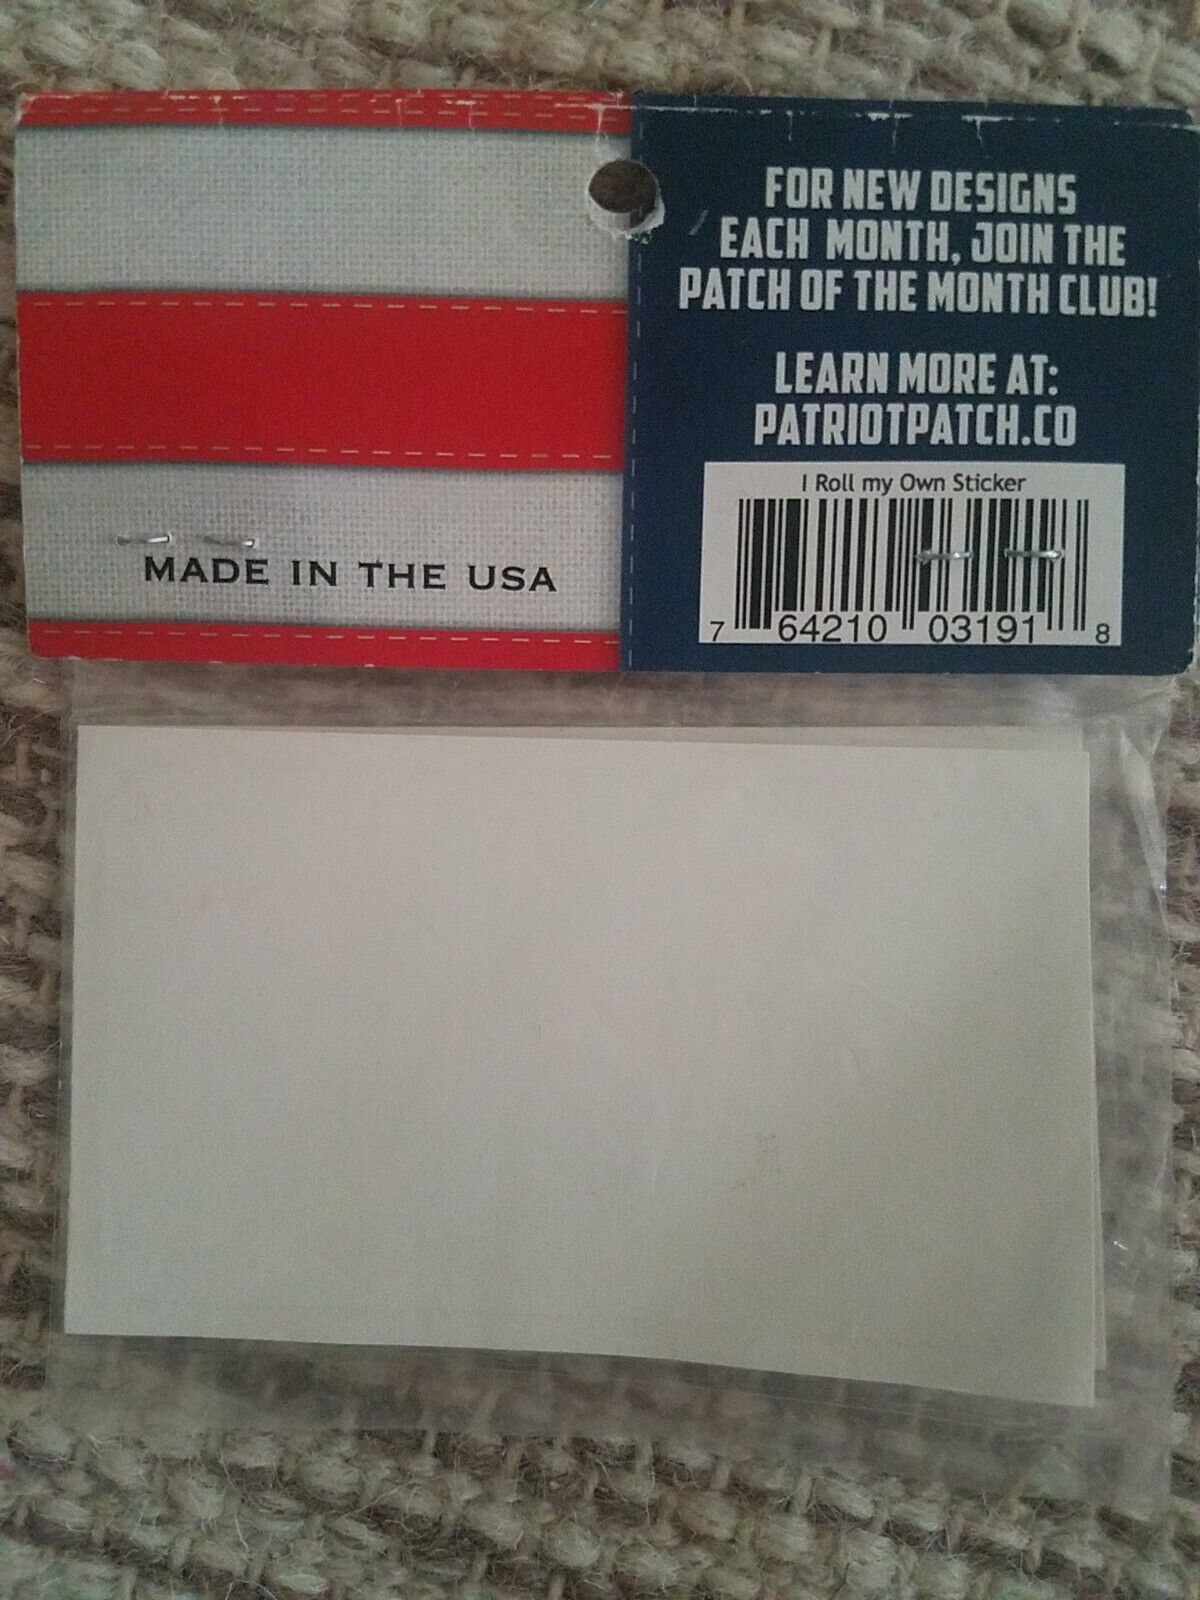 FOR NEW DESIGNS
EACH MONTH, JOIN THE
PATCH OF THE MONTH CLUB!
LEARN MORE AT:
PATRIOTPATCH.CO
I Roll my Own Sticker
7 64210 03191 8
MADE IN THE USA